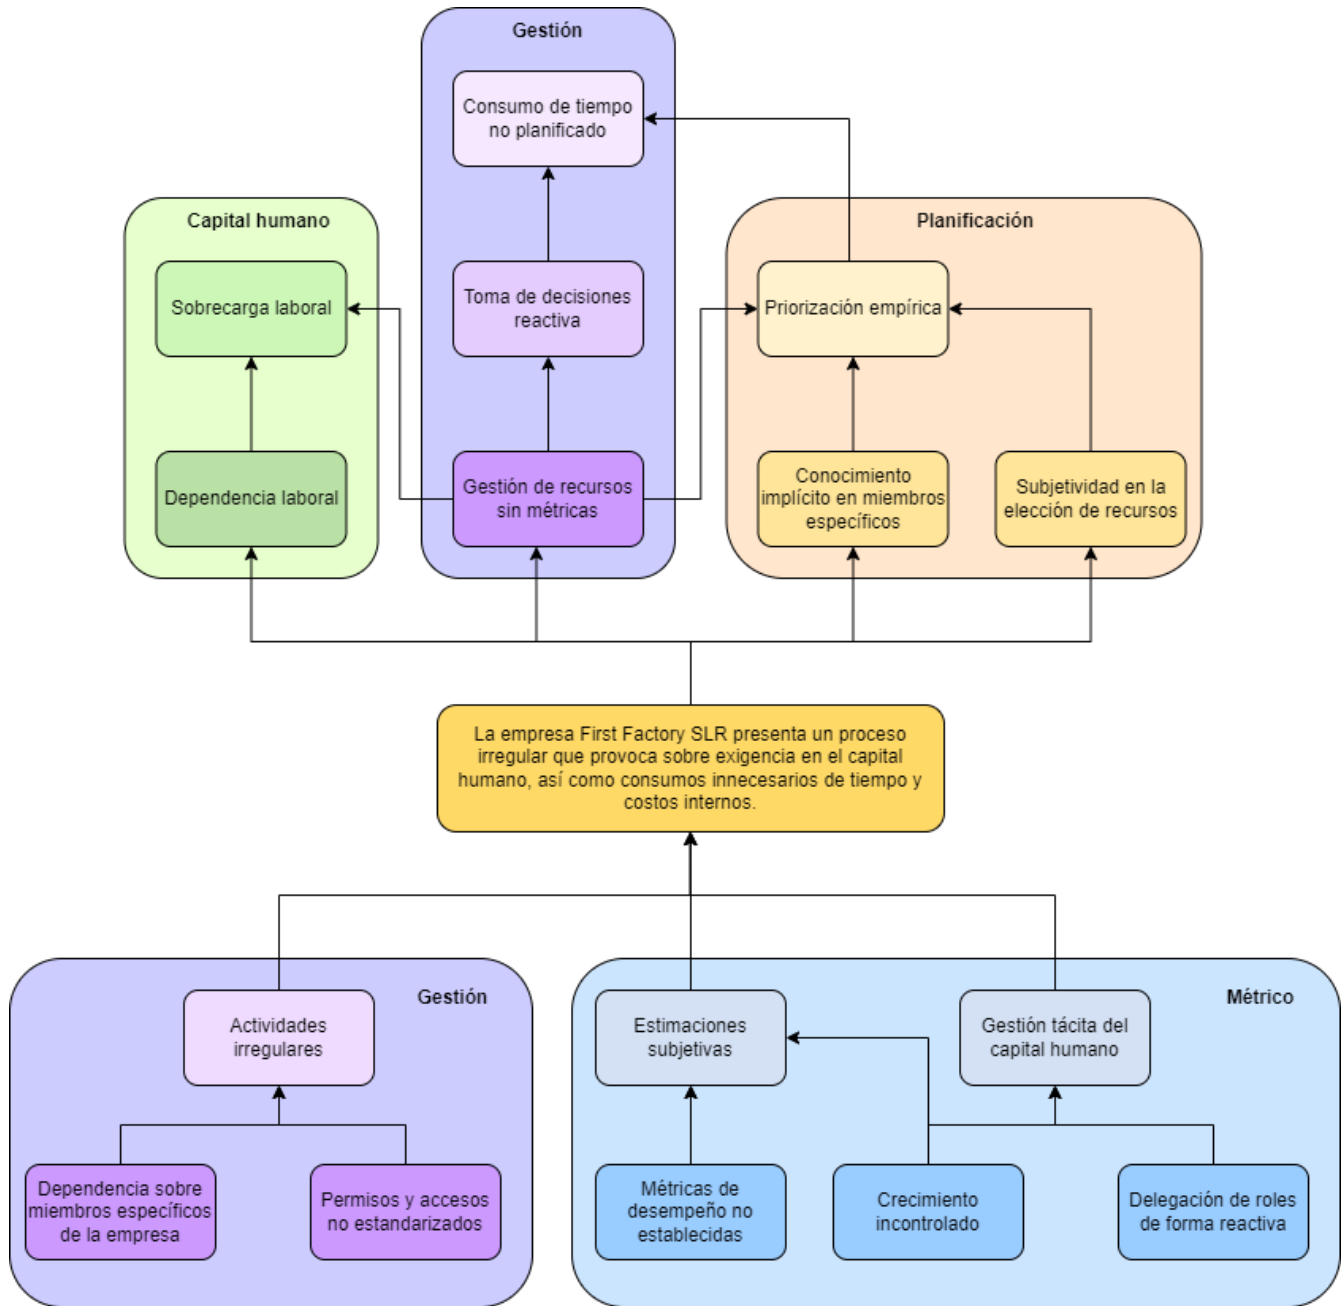 Gestión
Consumo de tiempo
no planificado
Capital humano
Planificación
Sobrecarga laboral
Toma de decisiones
reactiva
Priorización empírica
Dependencia laboral
Gestión de recursos
sin métricas
Conocimiento
implícito en miembros
específicos
Subjetividad en la
elección de recursos
La empresa First Factory SLR presenta un proceso
irregular que provoca sobre exigencia en el capital
humano, así como consumos innecesarios de tiempo y
costos internos.
Gestión
Métrico
Actividades
irregulares
Estimaciones
subjetivas
Gestión tácita del
capital humano
Dependencia sobre
miembros específicos
de la empresa
Permisos y accesos
no estandarizados
Métricas de
desempeño no
establecidas
Crecimiento
incontrolado
Delegación de roles
de forma reactiva